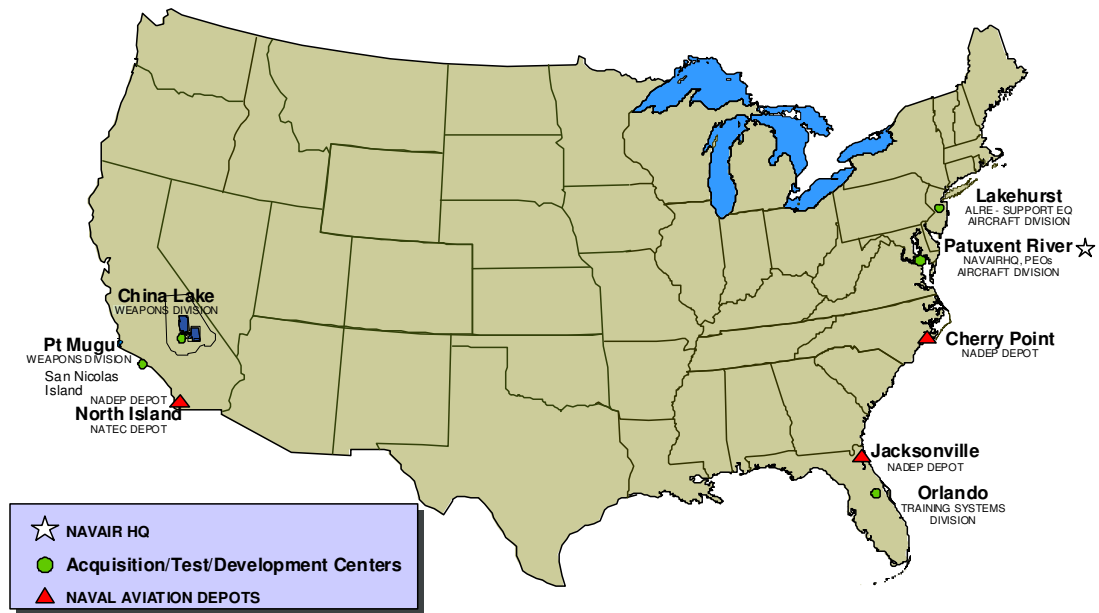 Lakehurst
ALRE - SUPPORT EQ
AIRCRAFT DIVISION
Patuxent River
NAVAIRHQ, PEOs
AIRCRAFT DIVISION
China Lake
WEAPONS DIVISION
Pt Mugu
WEAPONS DIVISION
San Nicolas
Island
NADEP DEPOT
North Island
NATEC DEPOT
Cherry Point
NADEP DEPOT
Jacksonville
NADEP DEPOT
Orlando
TRAINING SYSTEMS
DIVISION
NAVAIR HQ
Acquisition/Test/Development Centers
NAVAL AVIATION DEPOTS